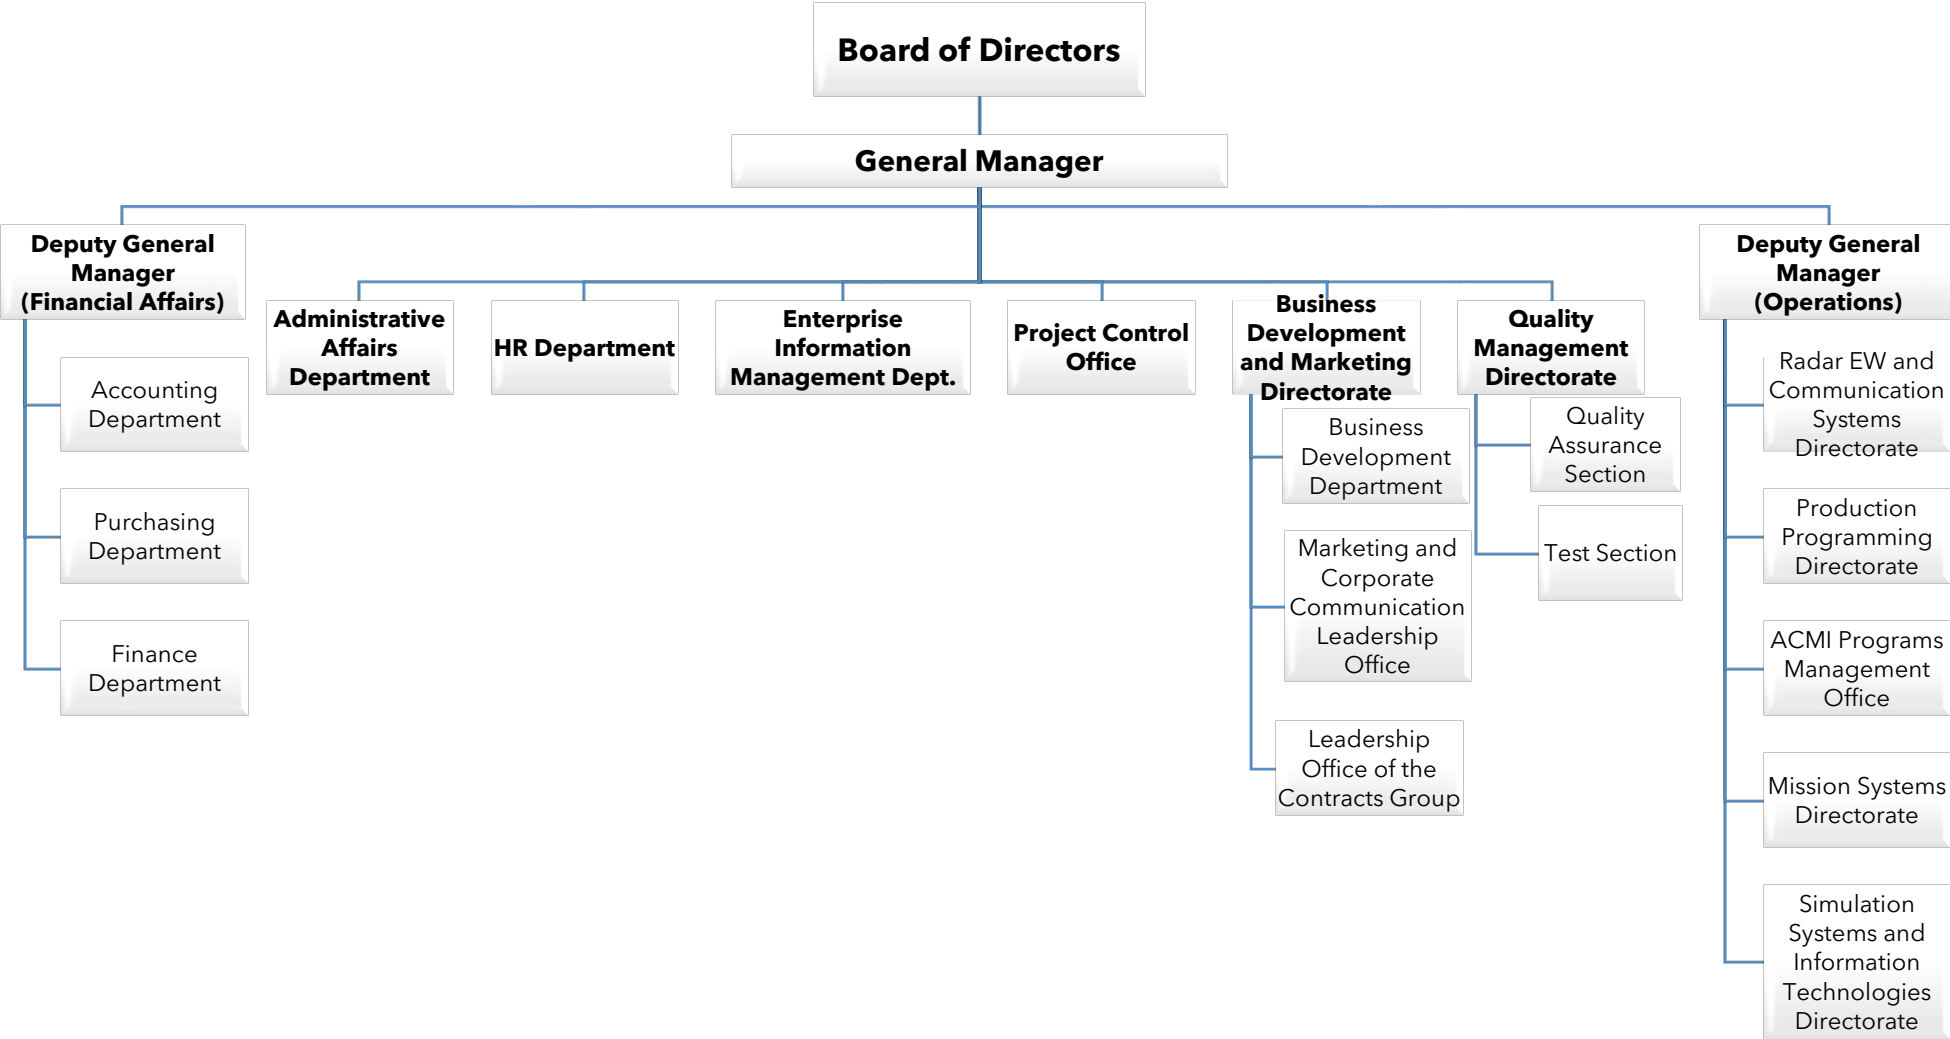 Board of Directors
General Manager
Deputy General
Manager
(Financial Affairs)
Accounting
Department
Purchasing
Department
Finance
Department
Administrative
Affairs
Department
HR Department
Enterprise
Information
Management Dept.
Project Control
Office
Business
Development
and Marketing
Directorate
Business
Development
Department
Marketing and
Corporate
Communication
Leadership
Office
Leadership
Office of the
Contracts Group
Quality
Management
Directorate
Quality
Assurance
Section
Test Section
Deputy General
Manager
(Operations)
Radar EW and
Communication
Systems
Directorate
Production
Programming
Directorate
ACMI Programs
Management
Office
Mission Systems
Directorate
Simulation
Systems and
Information
Technologies
Directorate